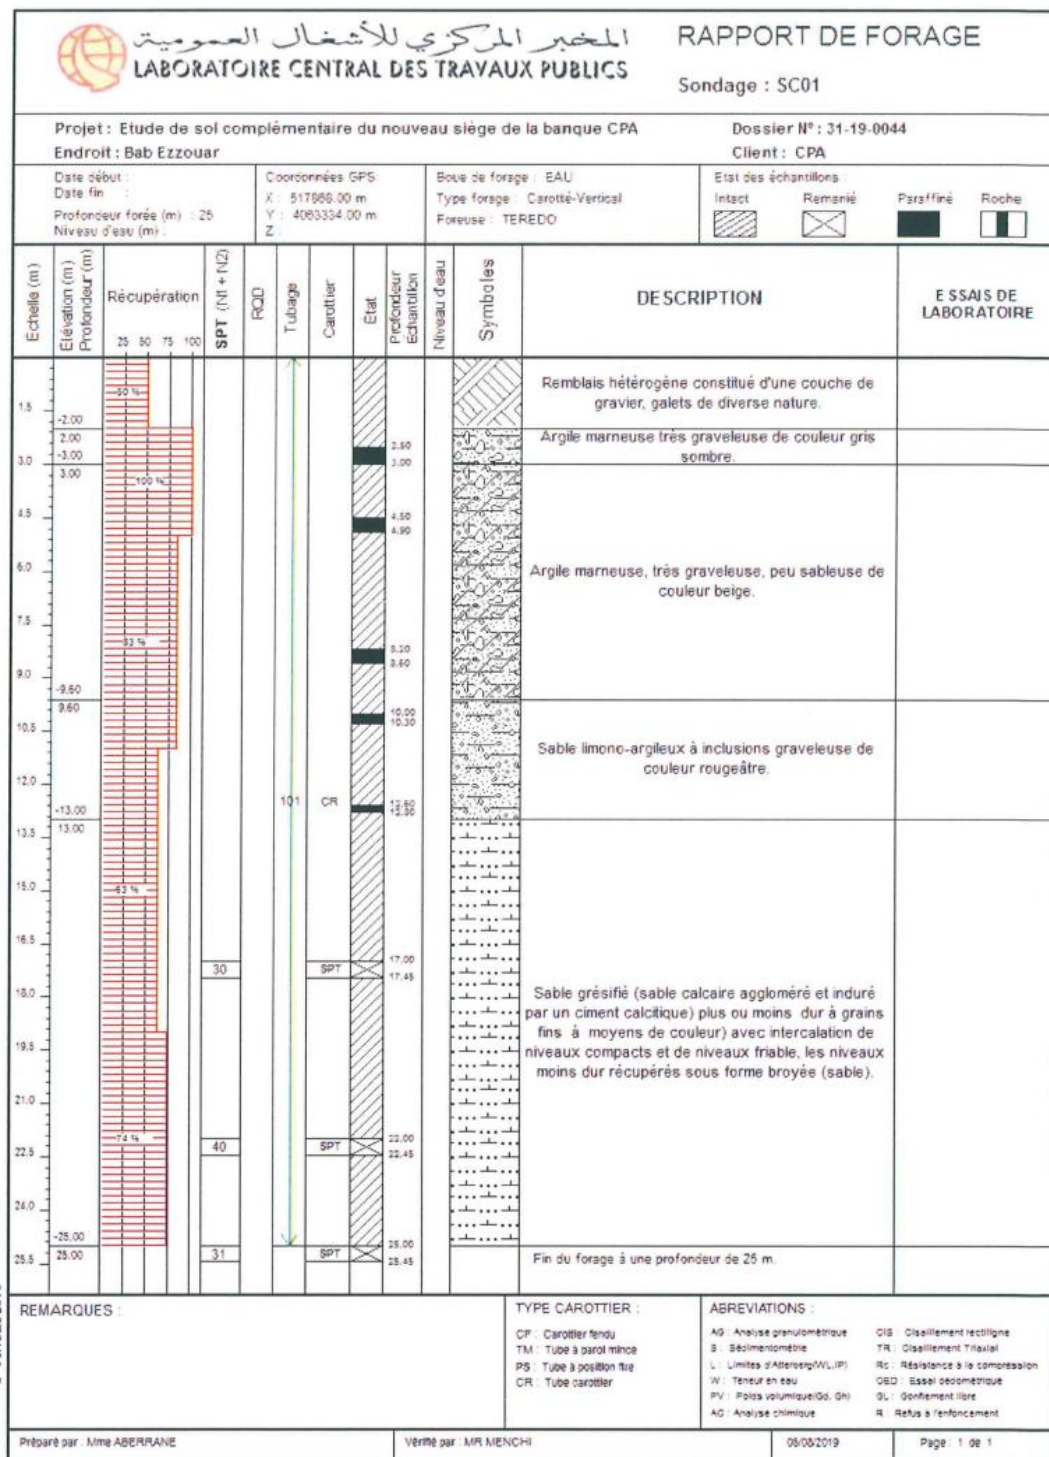 المخبر المركزي للأشغال العمومية
LABORATOIRE CENTRAL DES TRAVAUX PUBLICS
RAPPORT DE FORAGE
Sondage : SC01
Projet : Etude de sol complémentaire du nouveau siège de la banque CPA
Dossier N° : 31-19-0044
Endroit : Bab Ezzouar
Client : CPA
Date début :
Date fin :
Profondeur forée (m) : 25
Niveau d'eau (m) :
Coordonnées GPS
X : 517866.00 m
Y : 4063334.00 m
Z :
Boue de forage : EAU
Type forage : Carotté-Vertical
Foreuse : TEREDO
Etat des échantillons :
Intact Remanié Paraffiné Roche
Echelle (m)
Elévation (m)
Profondeur (m)
Récupération
25 50 75 100
SPT (N1 + N2)
RQD
Tubage
Carottier
Etat
Profondeur
Échantillon
Niveau d'eau
Symboles
DESCRIPTION
ESSAIS DE
LABORATOIRE
50 %
1.5
-2.00
2.00
-3.00
3.0
3.00
100 %
2.50
3.00
4.5
4.50
4.90
6.0
7.5
83 %
9.0
-9.60
9.60
10.00
10.30
10.5
12.0
101
CR
-13.00
13.00
13.5
15.0
63 %
16.5
30
SPT
17.00
17.45
18.0
19.5
21.0
74 %
40
SPT
22.00
22.45
22.5
24.0
-25.00
25.00
25.5
31
SPT
25.00
25.45
Remblais hétérogène constitué d'une couche de
gravier, galets de diverse nature.
Argile marneuse très graveleuse de couleur gris
sombre.
Argile marneuse, très graveleuse, peu sableuse de
couleur beige.
Sable limono-argileux à inclusions graveleuse de
couleur rougeâtre.
Sable grésifié (sable calcaire aggloméré et induré
par un ciment calcitique) plus ou moins dur à grains
fins à moyens de couleur) avec intercalation de
niveaux compacts et de niveaux friable, les niveaux
moins dur récupérés sous forme broyée (sable).
Fin du forage à une profondeur de 25 m.
REMARQUES :
TYPE CAROTTIER :
CF : Carottier fendu
TM : Tube à paroi mince
PS : Tube à position fixe
CR : Tube carottier
ABREVIATIONS :
AG : Analyse granulométrique
S : Sédimentométrie
L : Limites d'Atterberg(WL,IP)
W : Teneur en eau
PV : Poids volumique(Gd, Gh)
AC : Analyse chimique
CIS : Cisaillement rectiligne
TR : Cisaillement Triaxial
Rc : Résistance à la compression
OED : Essai oedométrique
GL : Gonflement libre
R : Refus à l'enfoncement
Préparé par : Mme ABERRANE
Vérifié par : MR MENCHI
Page : 1 de 1